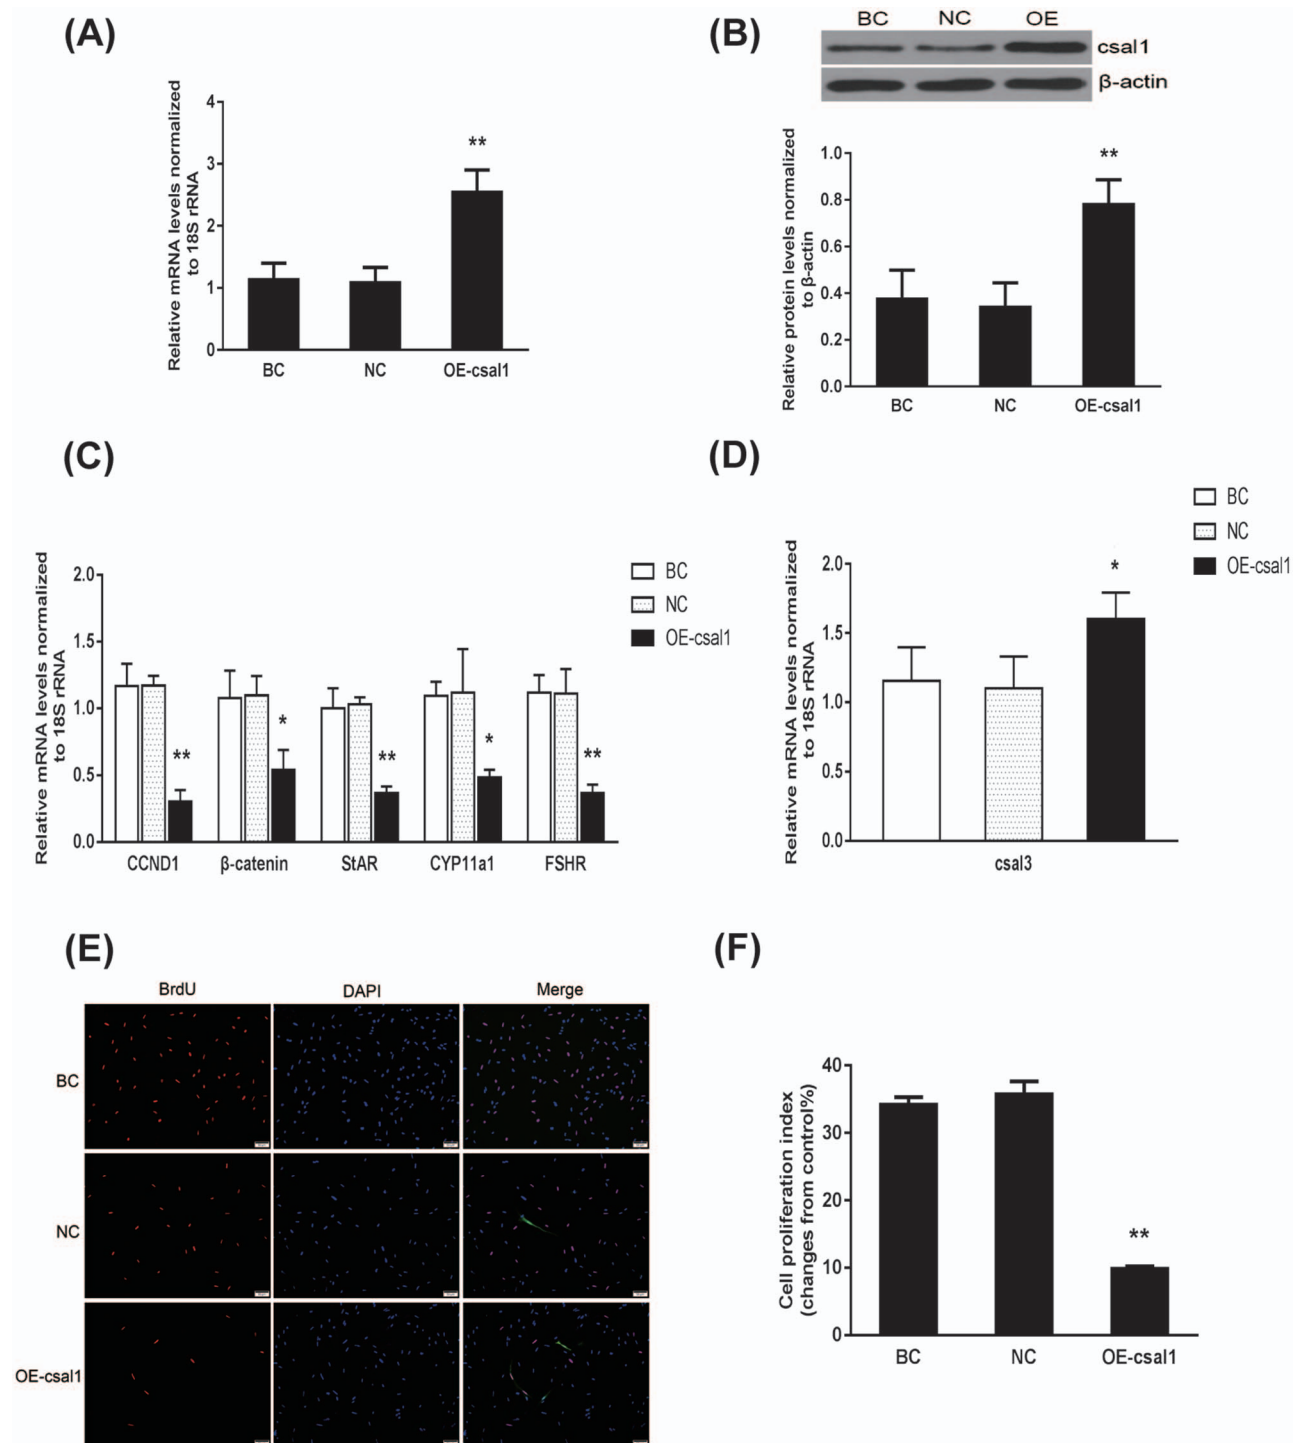 (A)
Relative mRNA levels normalized
to 18S rRNA
4
3
2
1
0
**
BC NC OE-csal1
(B)
BC NC OE
csal1
β-actin
Relative protein levels normalized
to β-actin
1.0
0.8
0.6
0.4
0.2
0.0
**
BC NC OE-csal1
(C)
Relative mRNA levels normalized
to 18S rRNA
2.0
1.5
1.0
0.5
0.0
** * ** * **
CCND1 β-catenin StAR CYP11a1 FSHR
BC
NC
OE-csal1
(D)
Relative mRNA levels normalized
to 18S rRNA
2.0
1.5
1.0
0.5
0.0
*
csal3
BC
NC
OE-csal1
(E)
BrdU DAPI Merge
BC
NC
OE-csal1
(F)
Cell proliferation index
(changes from control%)
40
30
20
10
0
**
BC NC OE-csal1